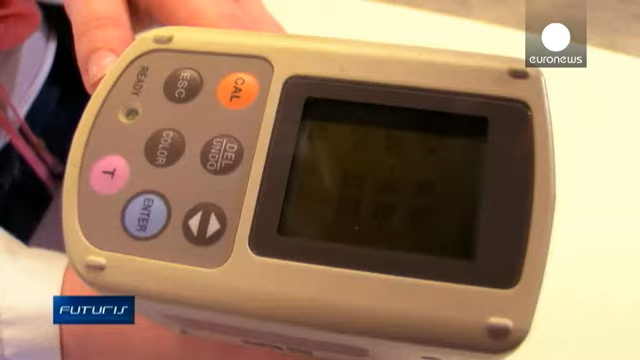 euronews
READY
ESC
CAL
COLOR
DEL
UNDO
T
ENTER
FUTURIS